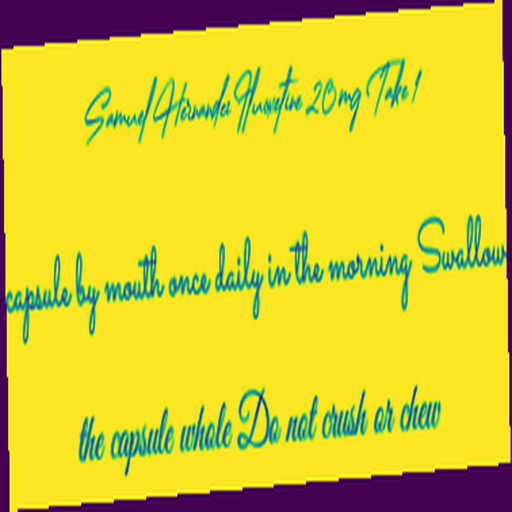 Samuel Hernandez Fluoxetine 20mg Take 1
capsule by mouth once daily in the morning Swallow
the capsule whole Do not crush or chew